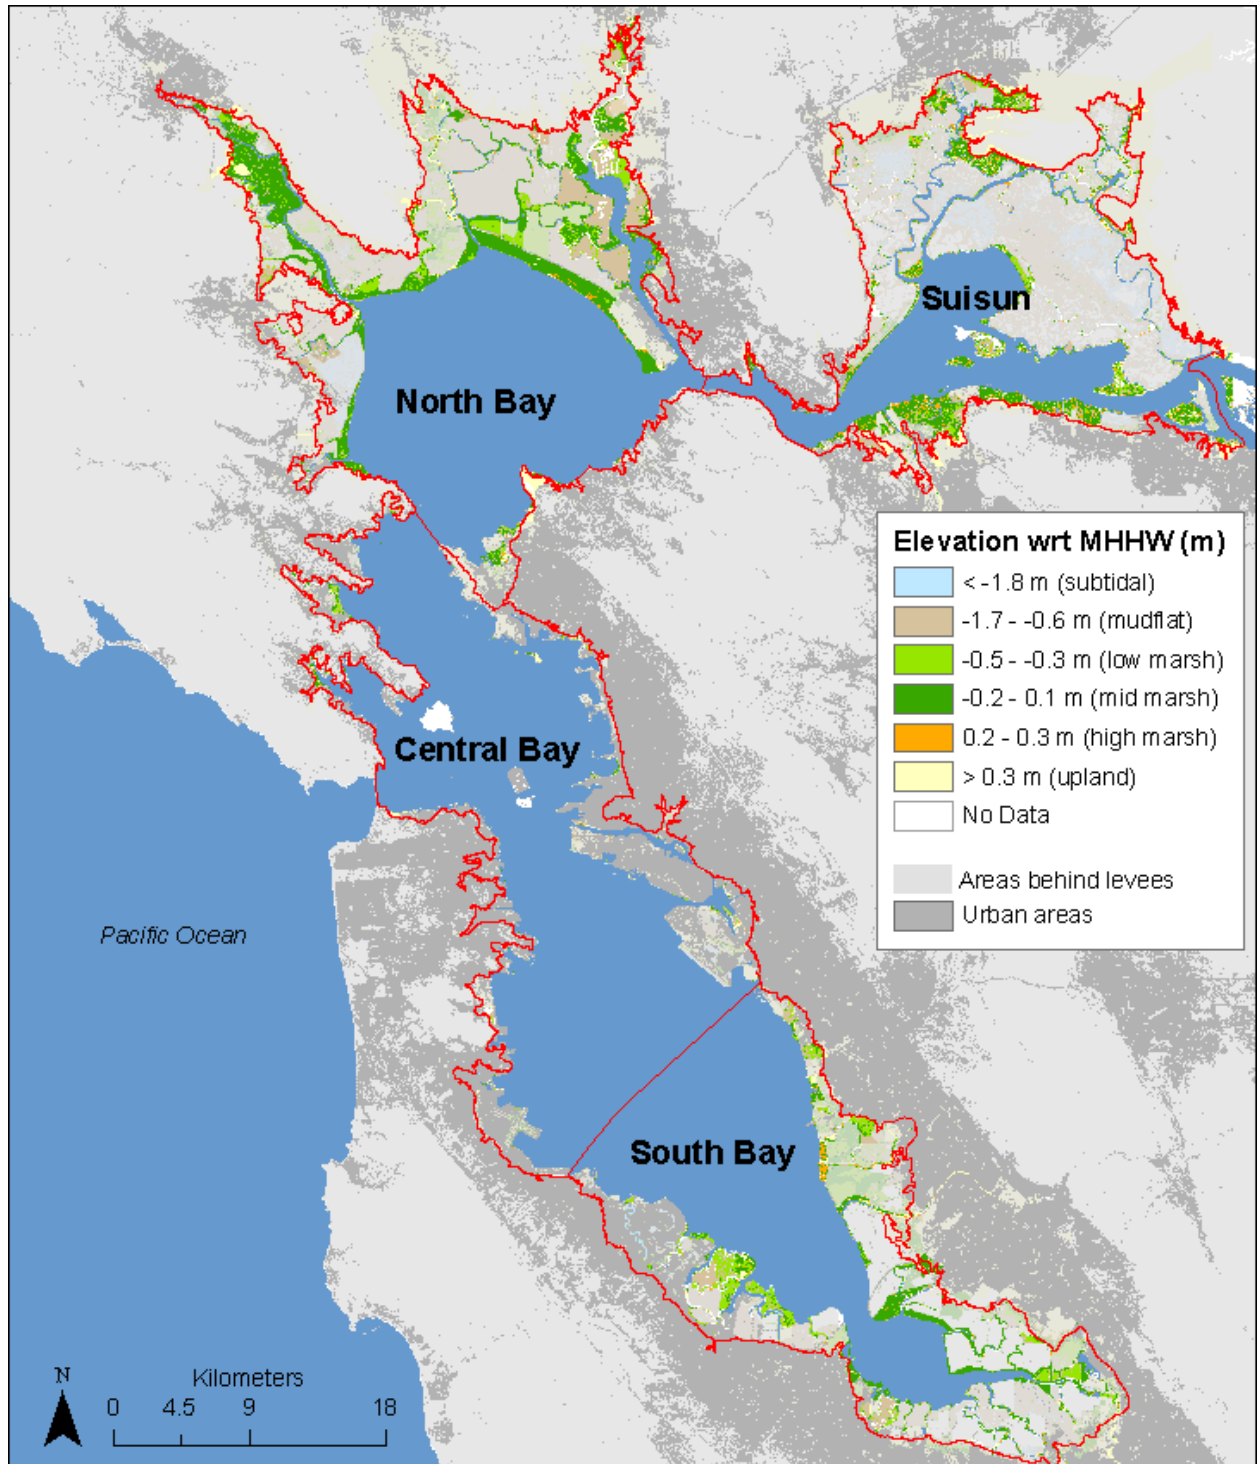 Suisun
North Bay
Elevation wrt MHHW (m)
< -1.8 m (subtidal)
-1.7 - -0.6 m (mudflat)
-0.5 - -0.3 m (low marsh)
-0.2 - 0.1 m (mid marsh)
0.2 - 0.3 m (high marsh)
> 0.3 m (upland)
No Data
Areas behind levees
Urban areas
Central Bay
Pacific Ocean
South Bay
N
Kilometers
0 4.5 9 18